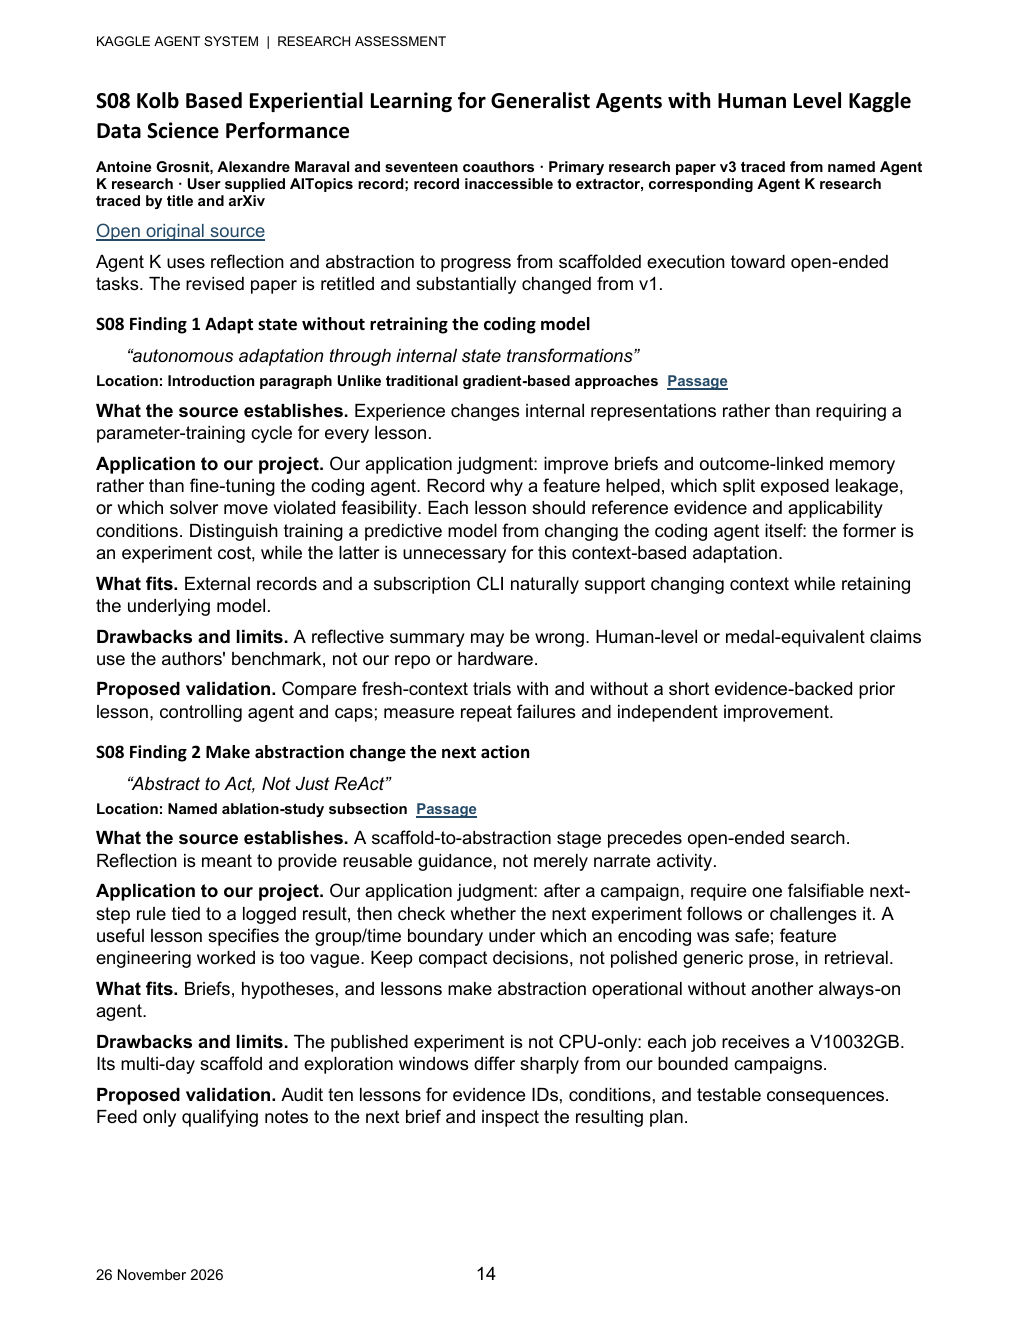 KAGGLE AGENT SYSTEM | RESEARCH ASSESSMENT
S08 Kolb Based Experiential Learning for Generalist Agents with Human Level Kaggle
Data Science Performance
Antoine Grosnit, Alexandre Maraval and seventeen coauthors · Primary research paper v3 traced from named Agent
K research · User supplied AITopics record; record inaccessible to extractor, corresponding Agent K research
traced by title and arXiv
Open original source
Agent K uses reflection and abstraction to progress from scaffolded execution toward open-ended
tasks. The revised paper is retitled and substantially changed from v1.
S08 Finding 1 Adapt state without retraining the coding model
“autonomous adaptation through internal state transformations”
Location: Introduction paragraph Unlike traditional gradient-based approaches Passage
What the source establishes. Experience changes internal representations rather than requiring a
parameter-training cycle for every lesson.
Application to our project. Our application judgment: improve briefs and outcome-linked memory
rather than fine-tuning the coding agent. Record why a feature helped, which split exposed leakage,
or which solver move violated feasibility. Each lesson should reference evidence and applicability
conditions. Distinguish training a predictive model from changing the coding agent itself: the former is
an experiment cost, while the latter is unnecessary for this context-based adaptation.
What fits. External records and a subscription CLI naturally support changing context while retaining
the underlying model.
Drawbacks and limits. A reflective summary may be wrong. Human-level or medal-equivalent claims
use the authors' benchmark, not our repo or hardware.
Proposed validation. Compare fresh-context trials with and without a short evidence-backed prior
lesson, controlling agent and caps; measure repeat failures and independent improvement.
S08 Finding 2 Make abstraction change the next action
“Abstract to Act, Not Just ReAct”
Location: Named ablation-study subsection Passage
What the source establishes. A scaffold-to-abstraction stage precedes open-ended search.
Reflection is meant to provide reusable guidance, not merely narrate activity.
Application to our project. Our application judgment: after a campaign, require one falsifiable next-
step rule tied to a logged result, then check whether the next experiment follows or challenges it. A
useful lesson specifies the group/time boundary under which an encoding was safe; feature
engineering worked is too vague. Keep compact decisions, not polished generic prose, in retrieval.
What fits. Briefs, hypotheses, and lessons make abstraction operational without another always-on
agent.
Drawbacks and limits. The published experiment is not CPU-only: each job receives a V10032GB.
Its multi-day scaffold and exploration windows differ sharply from our bounded campaigns.
Proposed validation. Audit ten lessons for evidence IDs, conditions, and testable consequences.
Feed only qualifying notes to the next brief and inspect the resulting plan.
26 November 2026 14